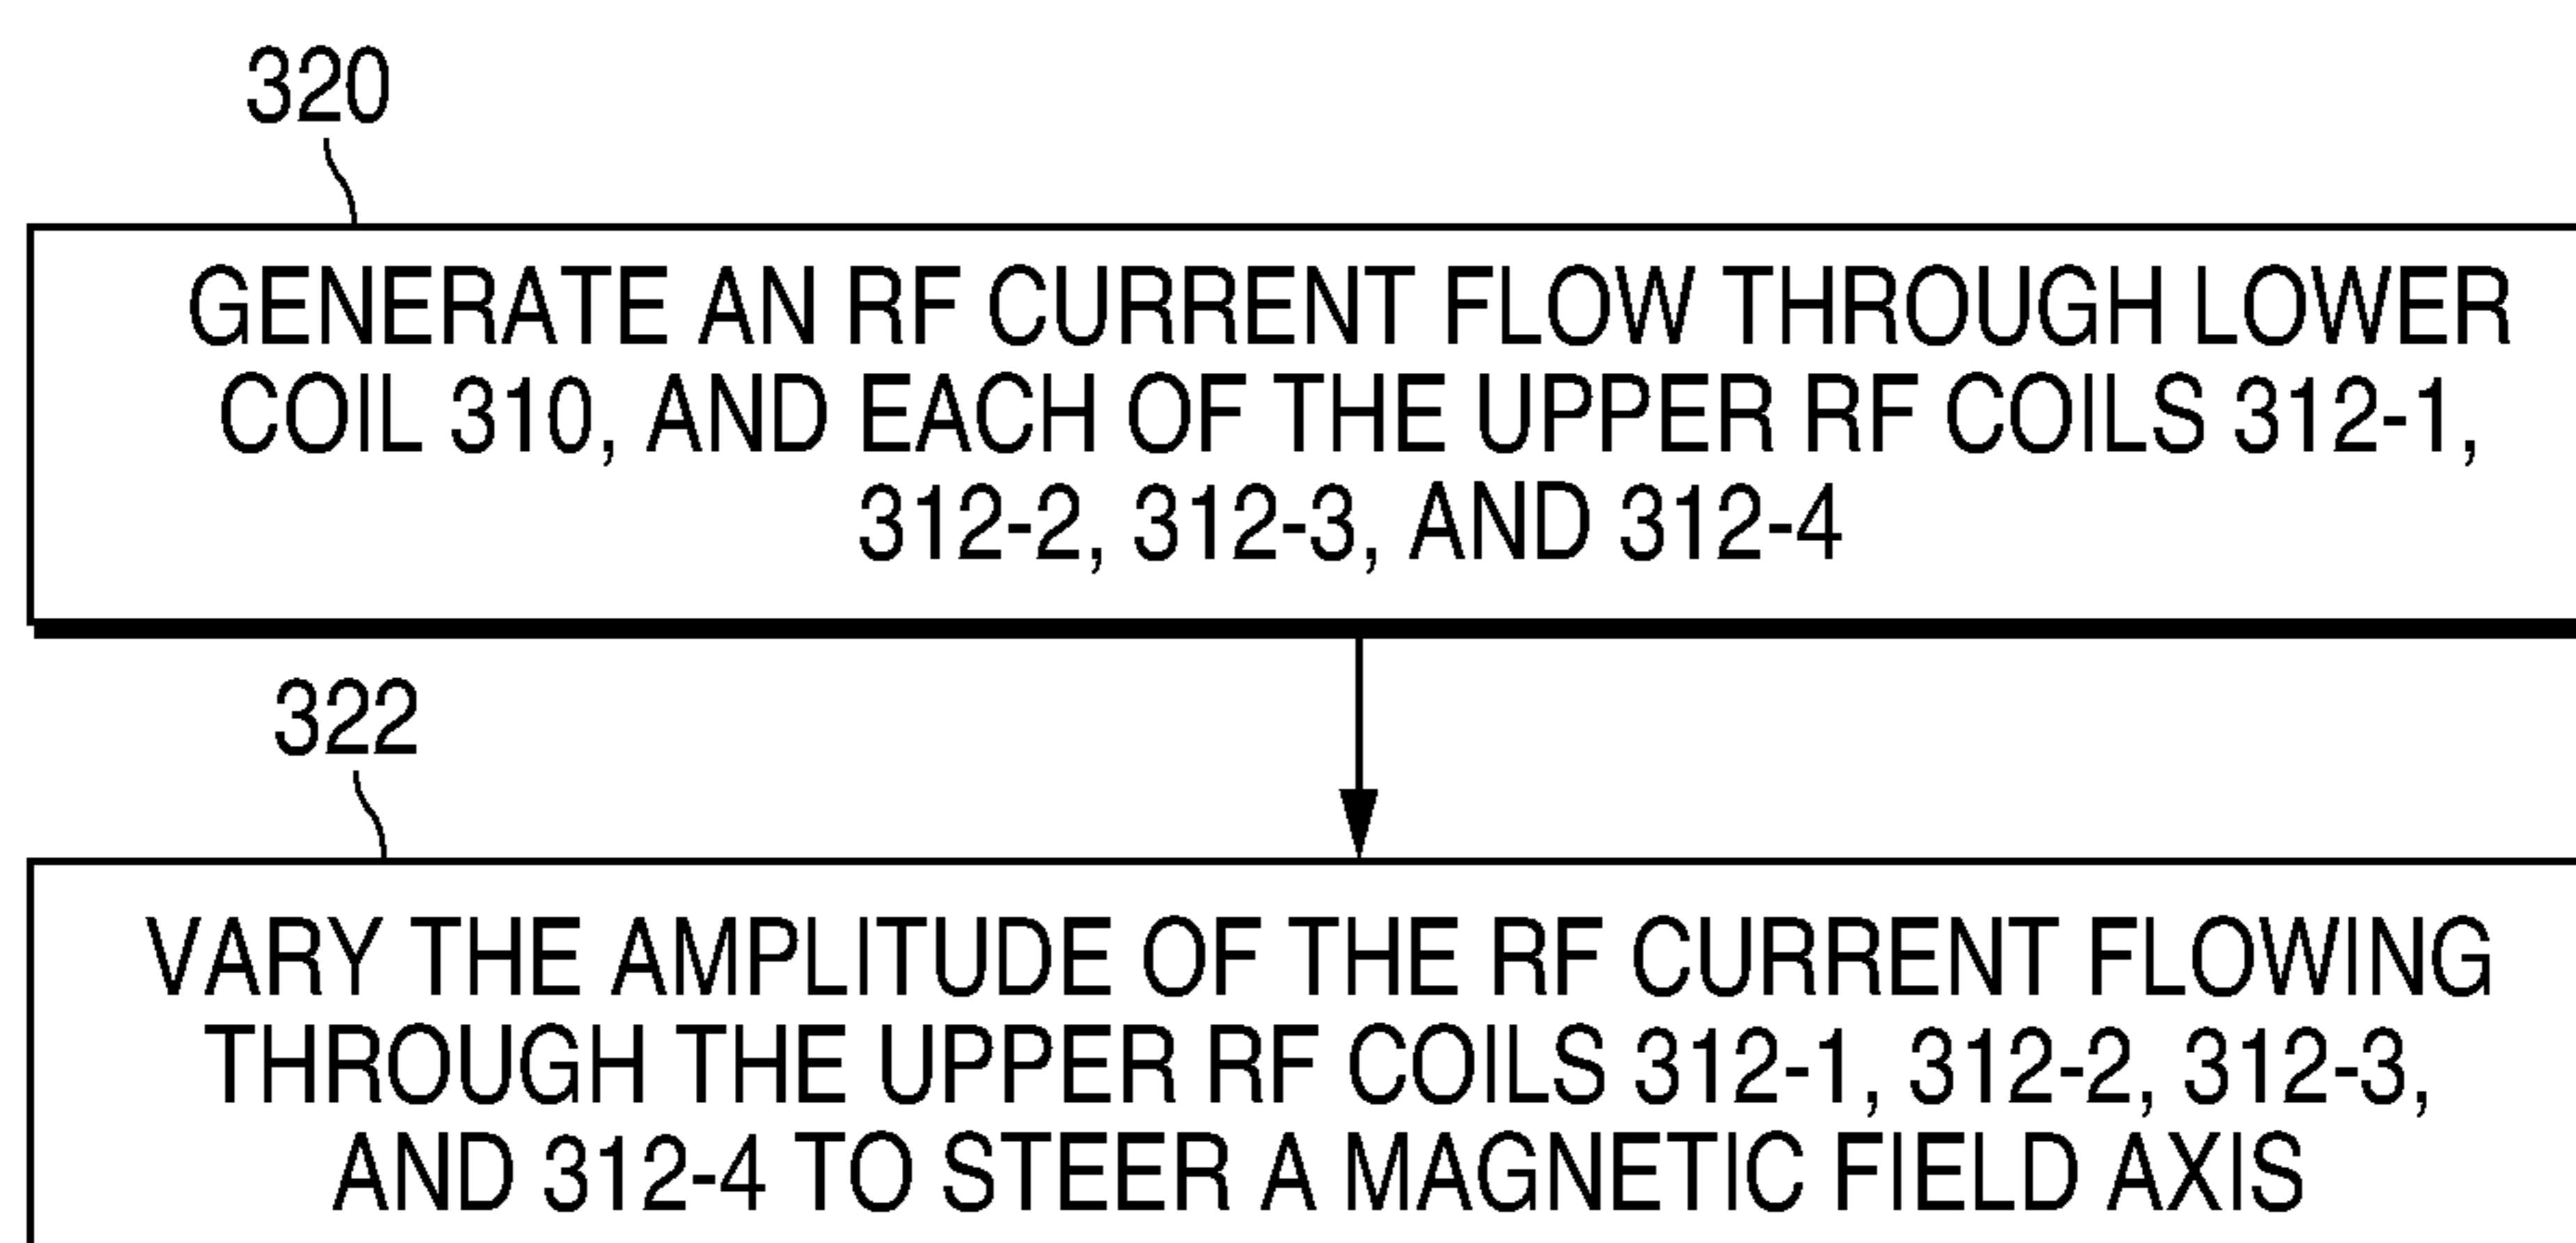 320
GENERATE AN RF CURRENT FLOW THROUGH LOWER
COIL 310, AND EACH OF THE UPPER RF COILS 312-1,
312-2, 312-3, AND 312-4
322
VARY THE AMPLITUDE OF THE RF CURRENT FLOWING
THROUGH THE UPPER RF COILS 312-1, 312-2, 312-3,
AND 312-4 TO STEER A MAGNETIC FIELD AXIS